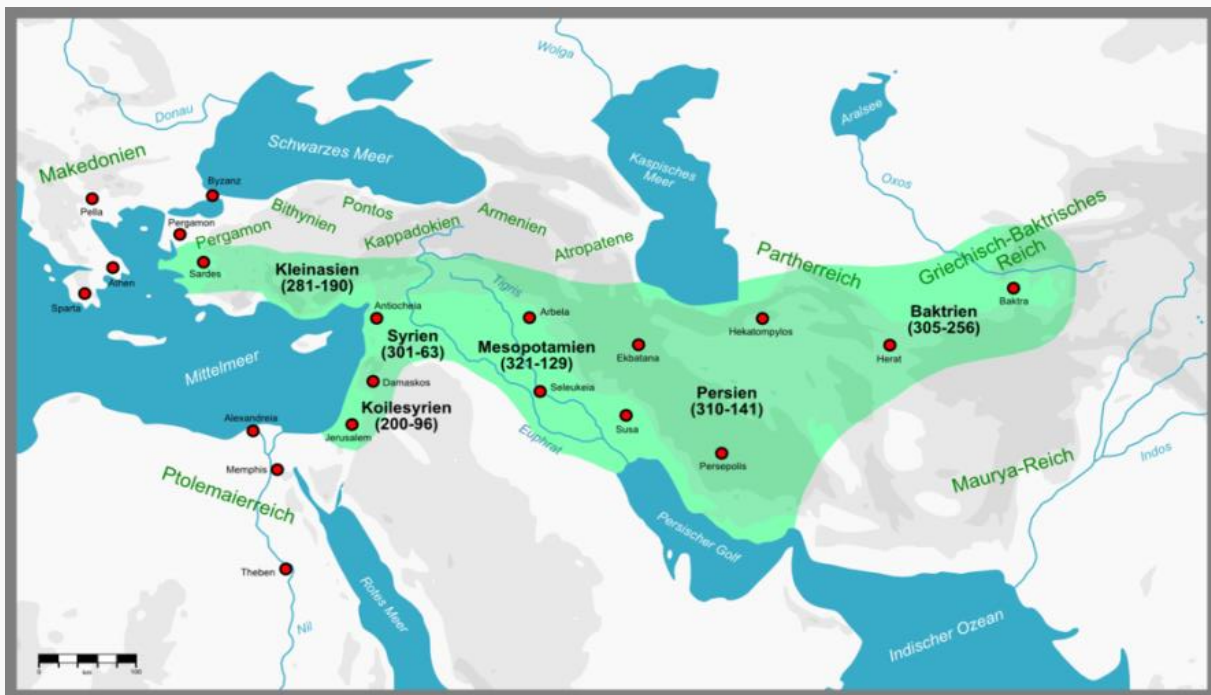 Wolga
Donau
Aralsee
Schwarzes Meer
Kaspisches
Meer
Makedonien
Byzanz
Oxos
Pella
Pergamon
Bithynien
Pontos
Armenien
Pergamon
Kappadokien
Atropatene
Partherreich
Griechisch-Baktrisches
Reich
Sardes
Kleinasien
(281-190)
Athen
Sparta
Tigris
Baktra
Antiocheia
Arbela
Hekatompylos
Baktrien
(305-256)
Syrien
(301-63)
Mesopotamien
(321-129)
Ekbatana
Herat
Mittelmeer
Damaskos
Seleukeia
Persien
(310-141)
Koilesyrien
(200-96)
Alexandreia
Jerusalem
Euphrat
Susa
Memphis
Persepolis
Indos
Ptolemaierreich
Maurya-Reich
Persischer Golf
Theben
Rotes Meer
Nil
Indischer Ozean
0 100
km